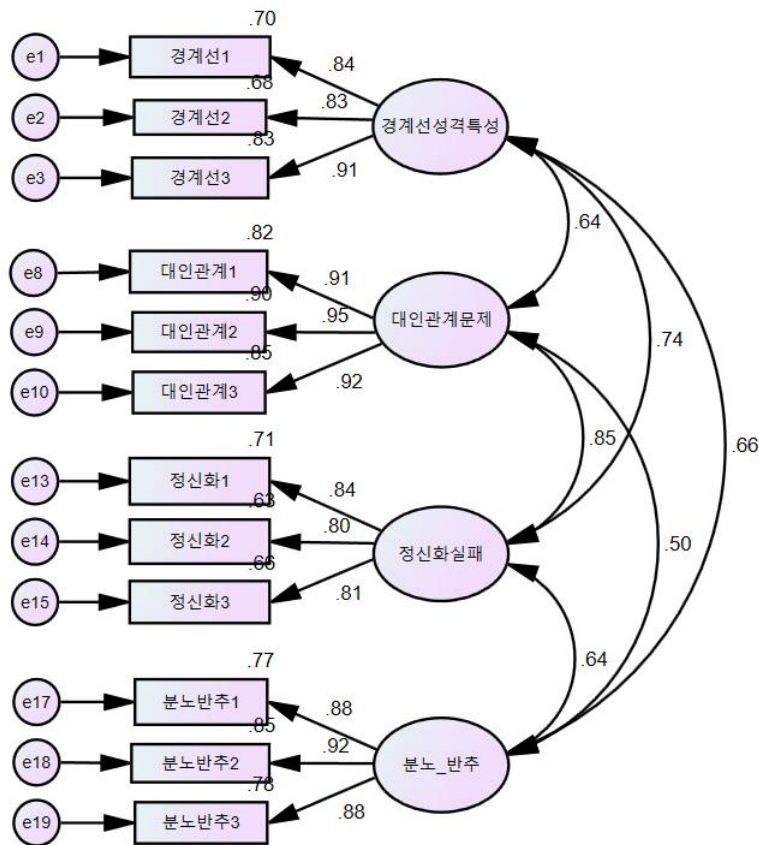 .70
e1
경계선1
.84
.68
e2
경계선2
.83
경계선성격특성
.83
e3
경계선3
.91
.64
.82
e8
대인관계1
.91
.90
e9
대인관계2
.95
대인관계문제
.74
.85
e10
대인관계3
.92
.85
.66
.71
e13
정신화1
.84
.63
e14
정신화2
.80
정신화실패
.50
.66
e15
정신화3
.81
.64
.77
e17
분노반추1
.88
.85
e18
분노반추2
.92
분노_반추
.78
e19
분노반추3
.88